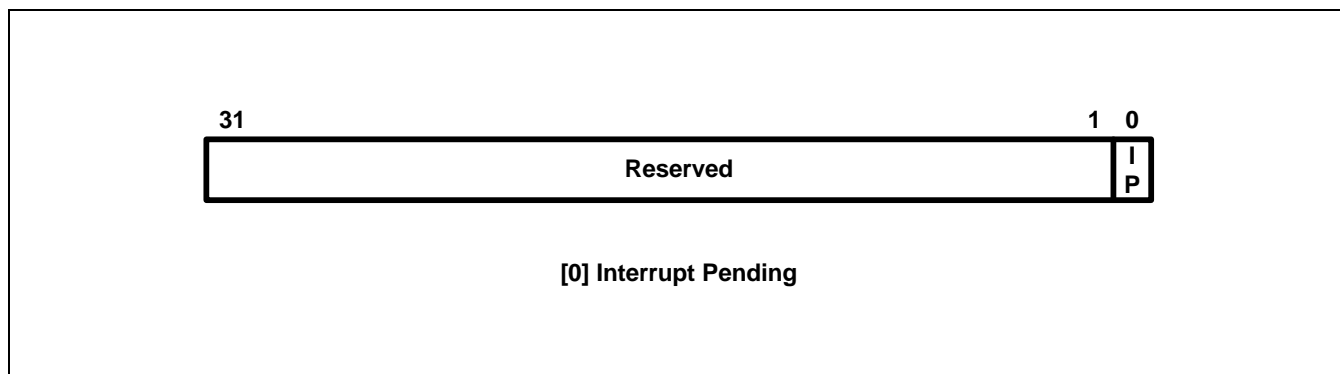 31 1 0
Reserved
I
P
[0] Interrupt Pending